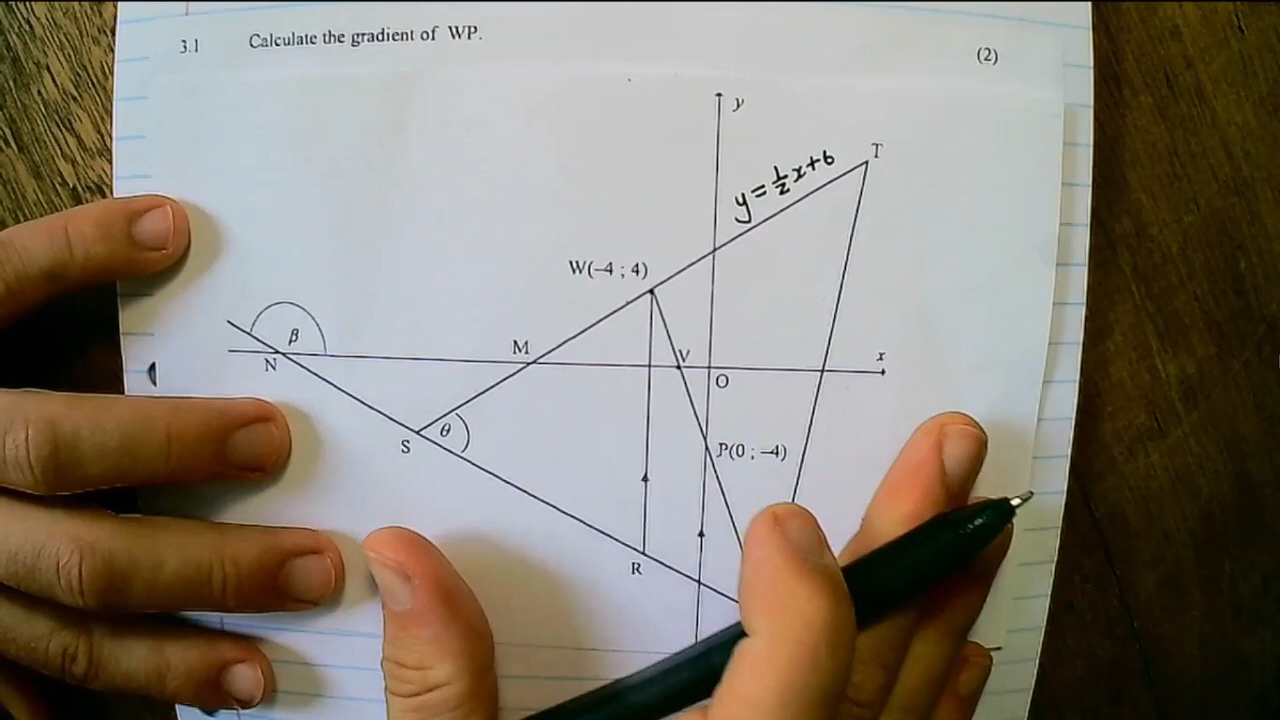 3.1 Calculate the gradient of WP.
(2)
y
T
y = ½x + 6
W(–4 ; 4)
β
N
M
V
x
O
θ
S
P(0 ; –4)
R